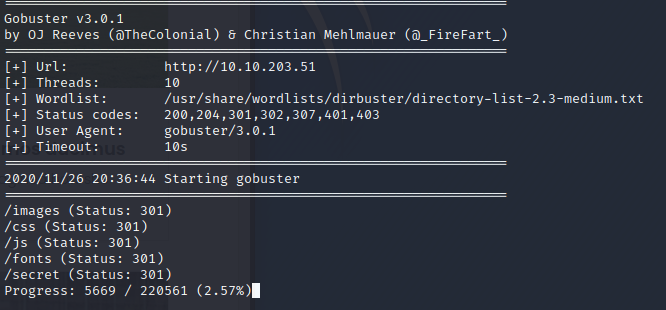 Gobuster v3.0.1
by OJ Reeves (@TheColonial) & Christian Mehlmauer (@_FireFart_)
[+] Url: http://10.10.203.51
[+] Threads: 10
[+] Wordlist: /usr/share/wordlists/dirbuster/directory-list-2.3-medium.txt
[+] Status codes: 200,204,301,302,307,401,403
[+] User Agent: gobuster/3.0.1
[+] Timeout: 10s
2020/11/26 20:36:44 Starting gobuster
/images (Status: 301)
/css (Status: 301)
/js (Status: 301)
/fonts (Status: 301)
/secret (Status: 301)
Progress: 5669 / 220561 (2.57%)